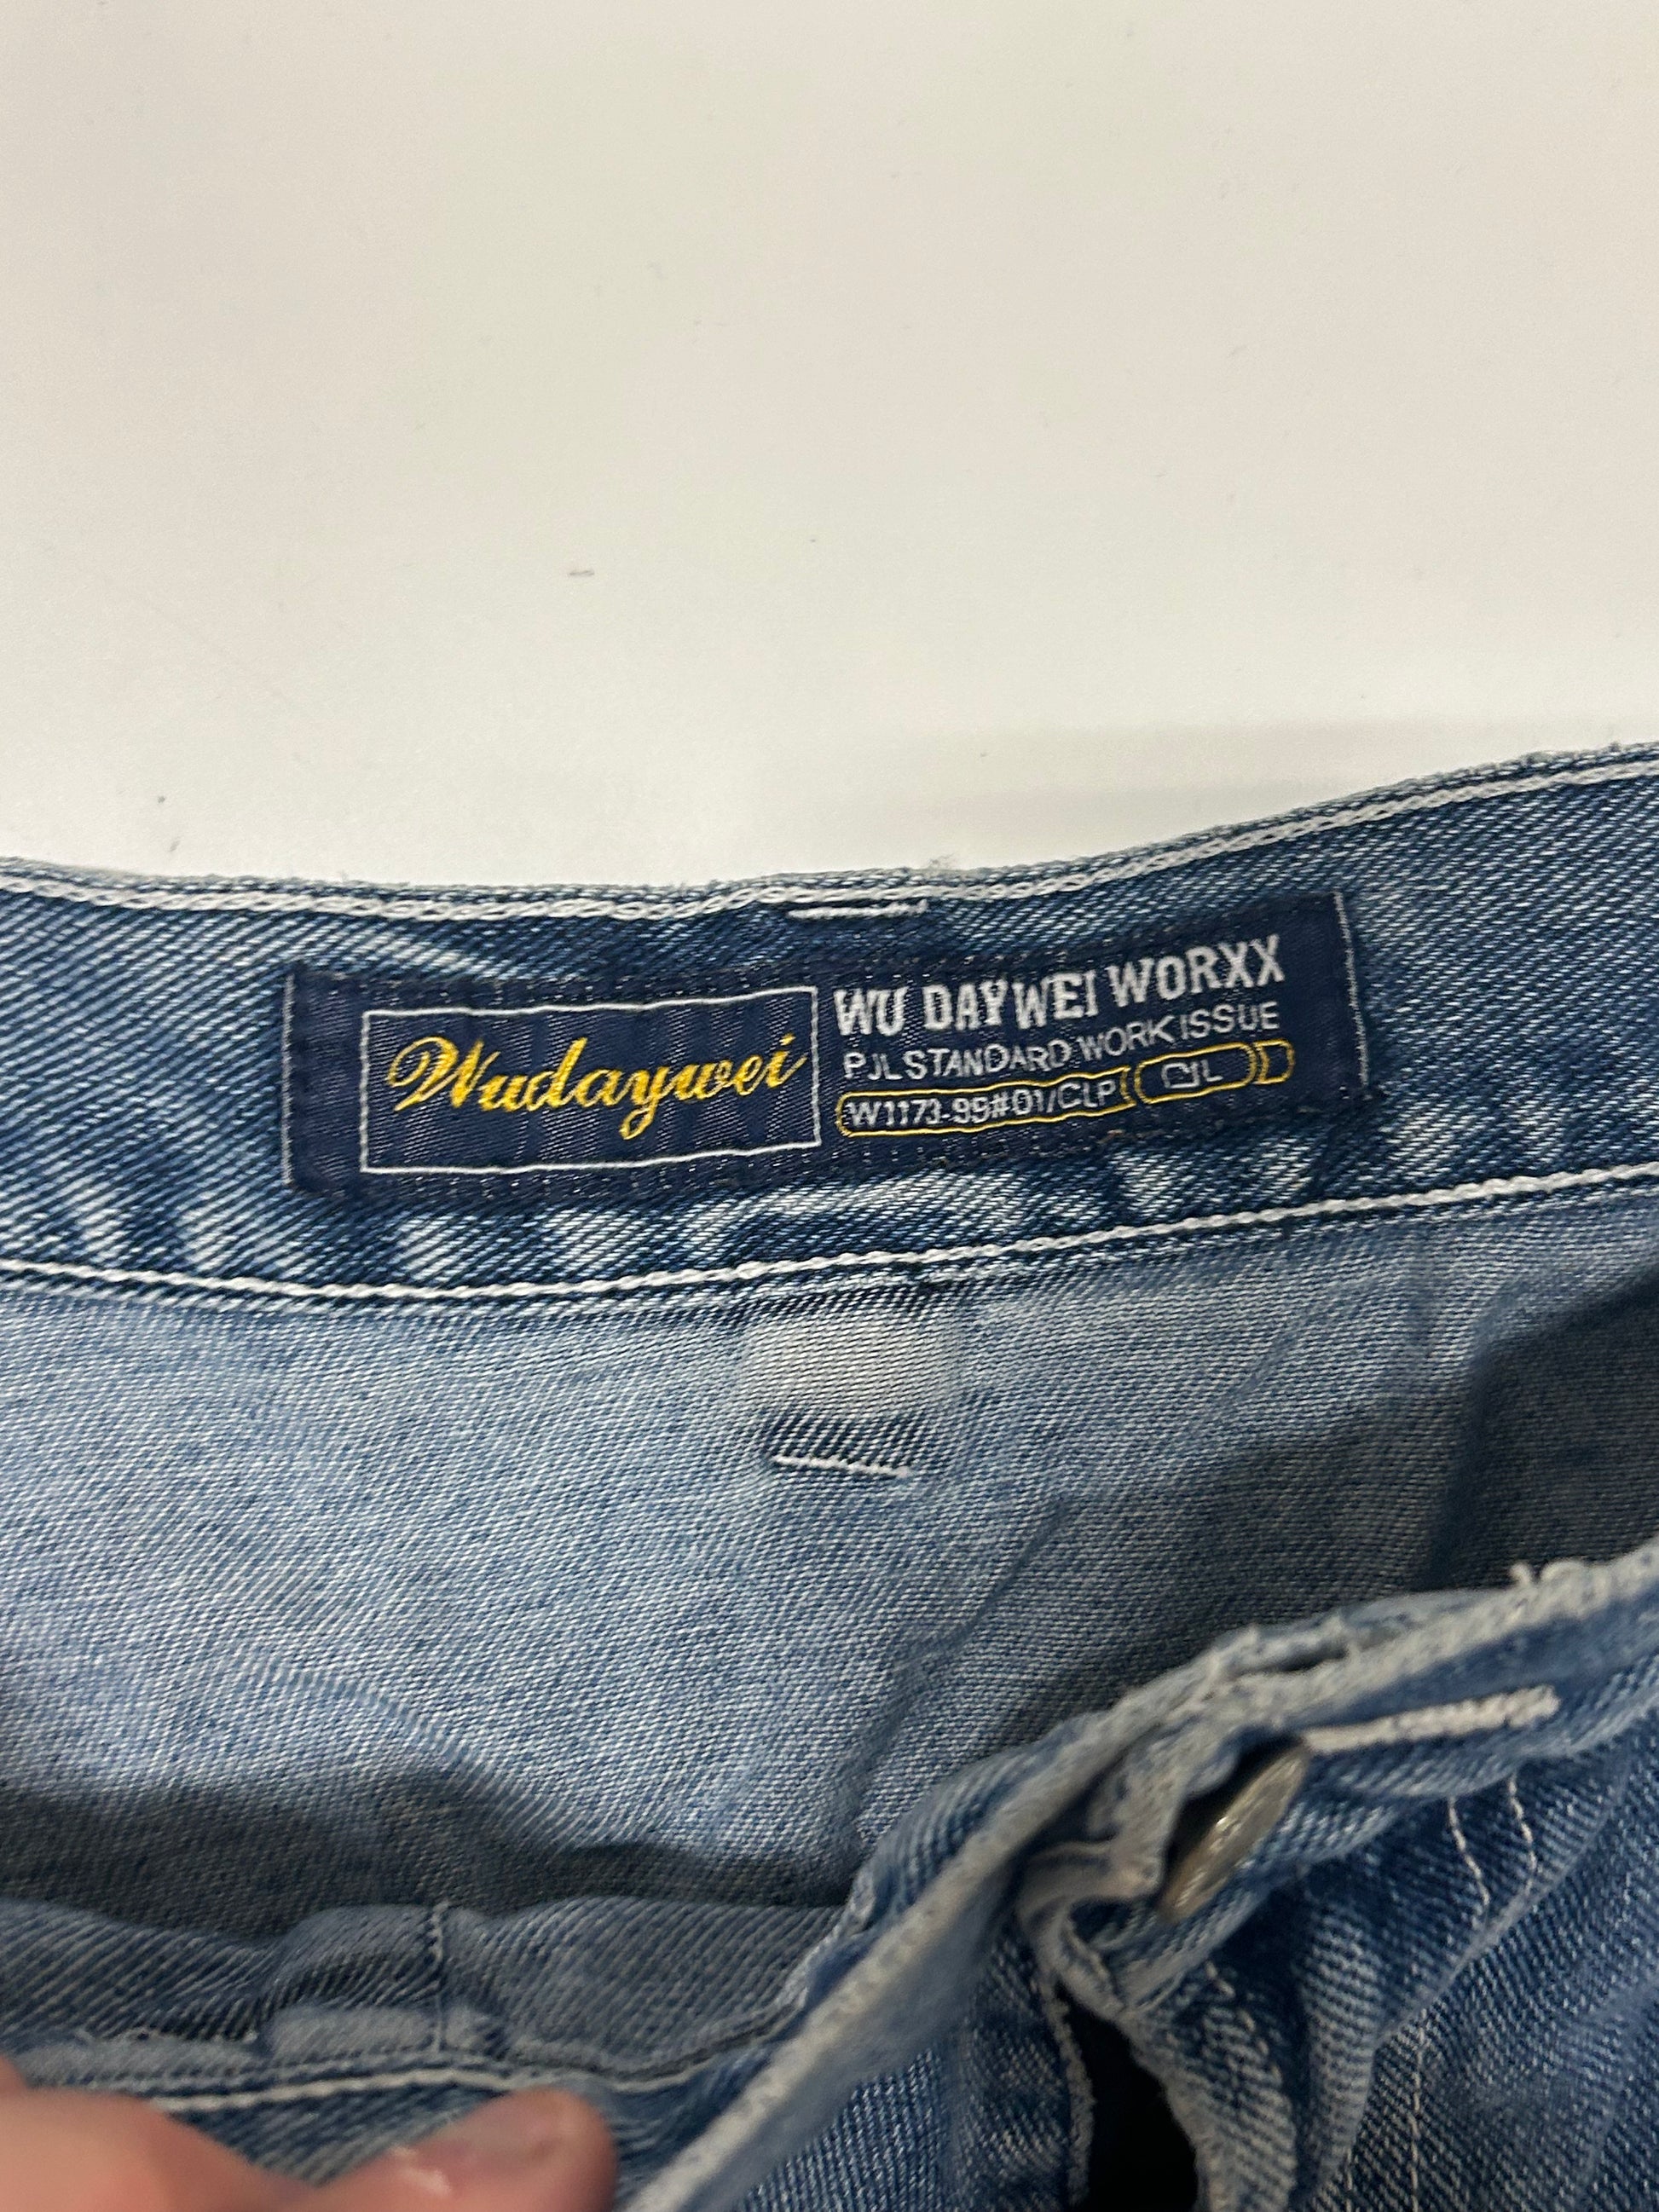 Wudaywei
WU DAYWEI WORXX
PJL STANDARD WORK ISSUE
W1173-99#01/CLP